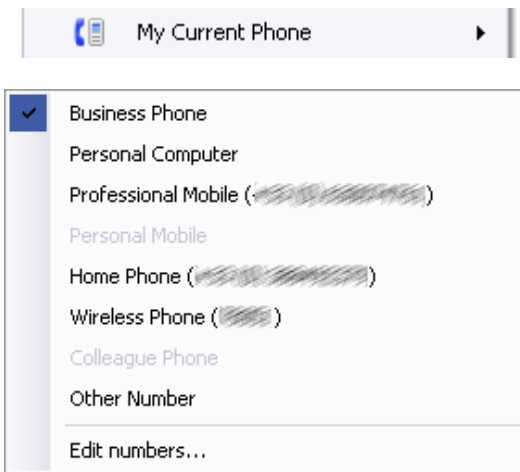 My Current Phone
Business Phone
Personal Computer
Professional Mobile ( )
Personal Mobile
Home Phone ( )
Wireless Phone ( )
Colleague Phone
Other Number
Edit numbers...